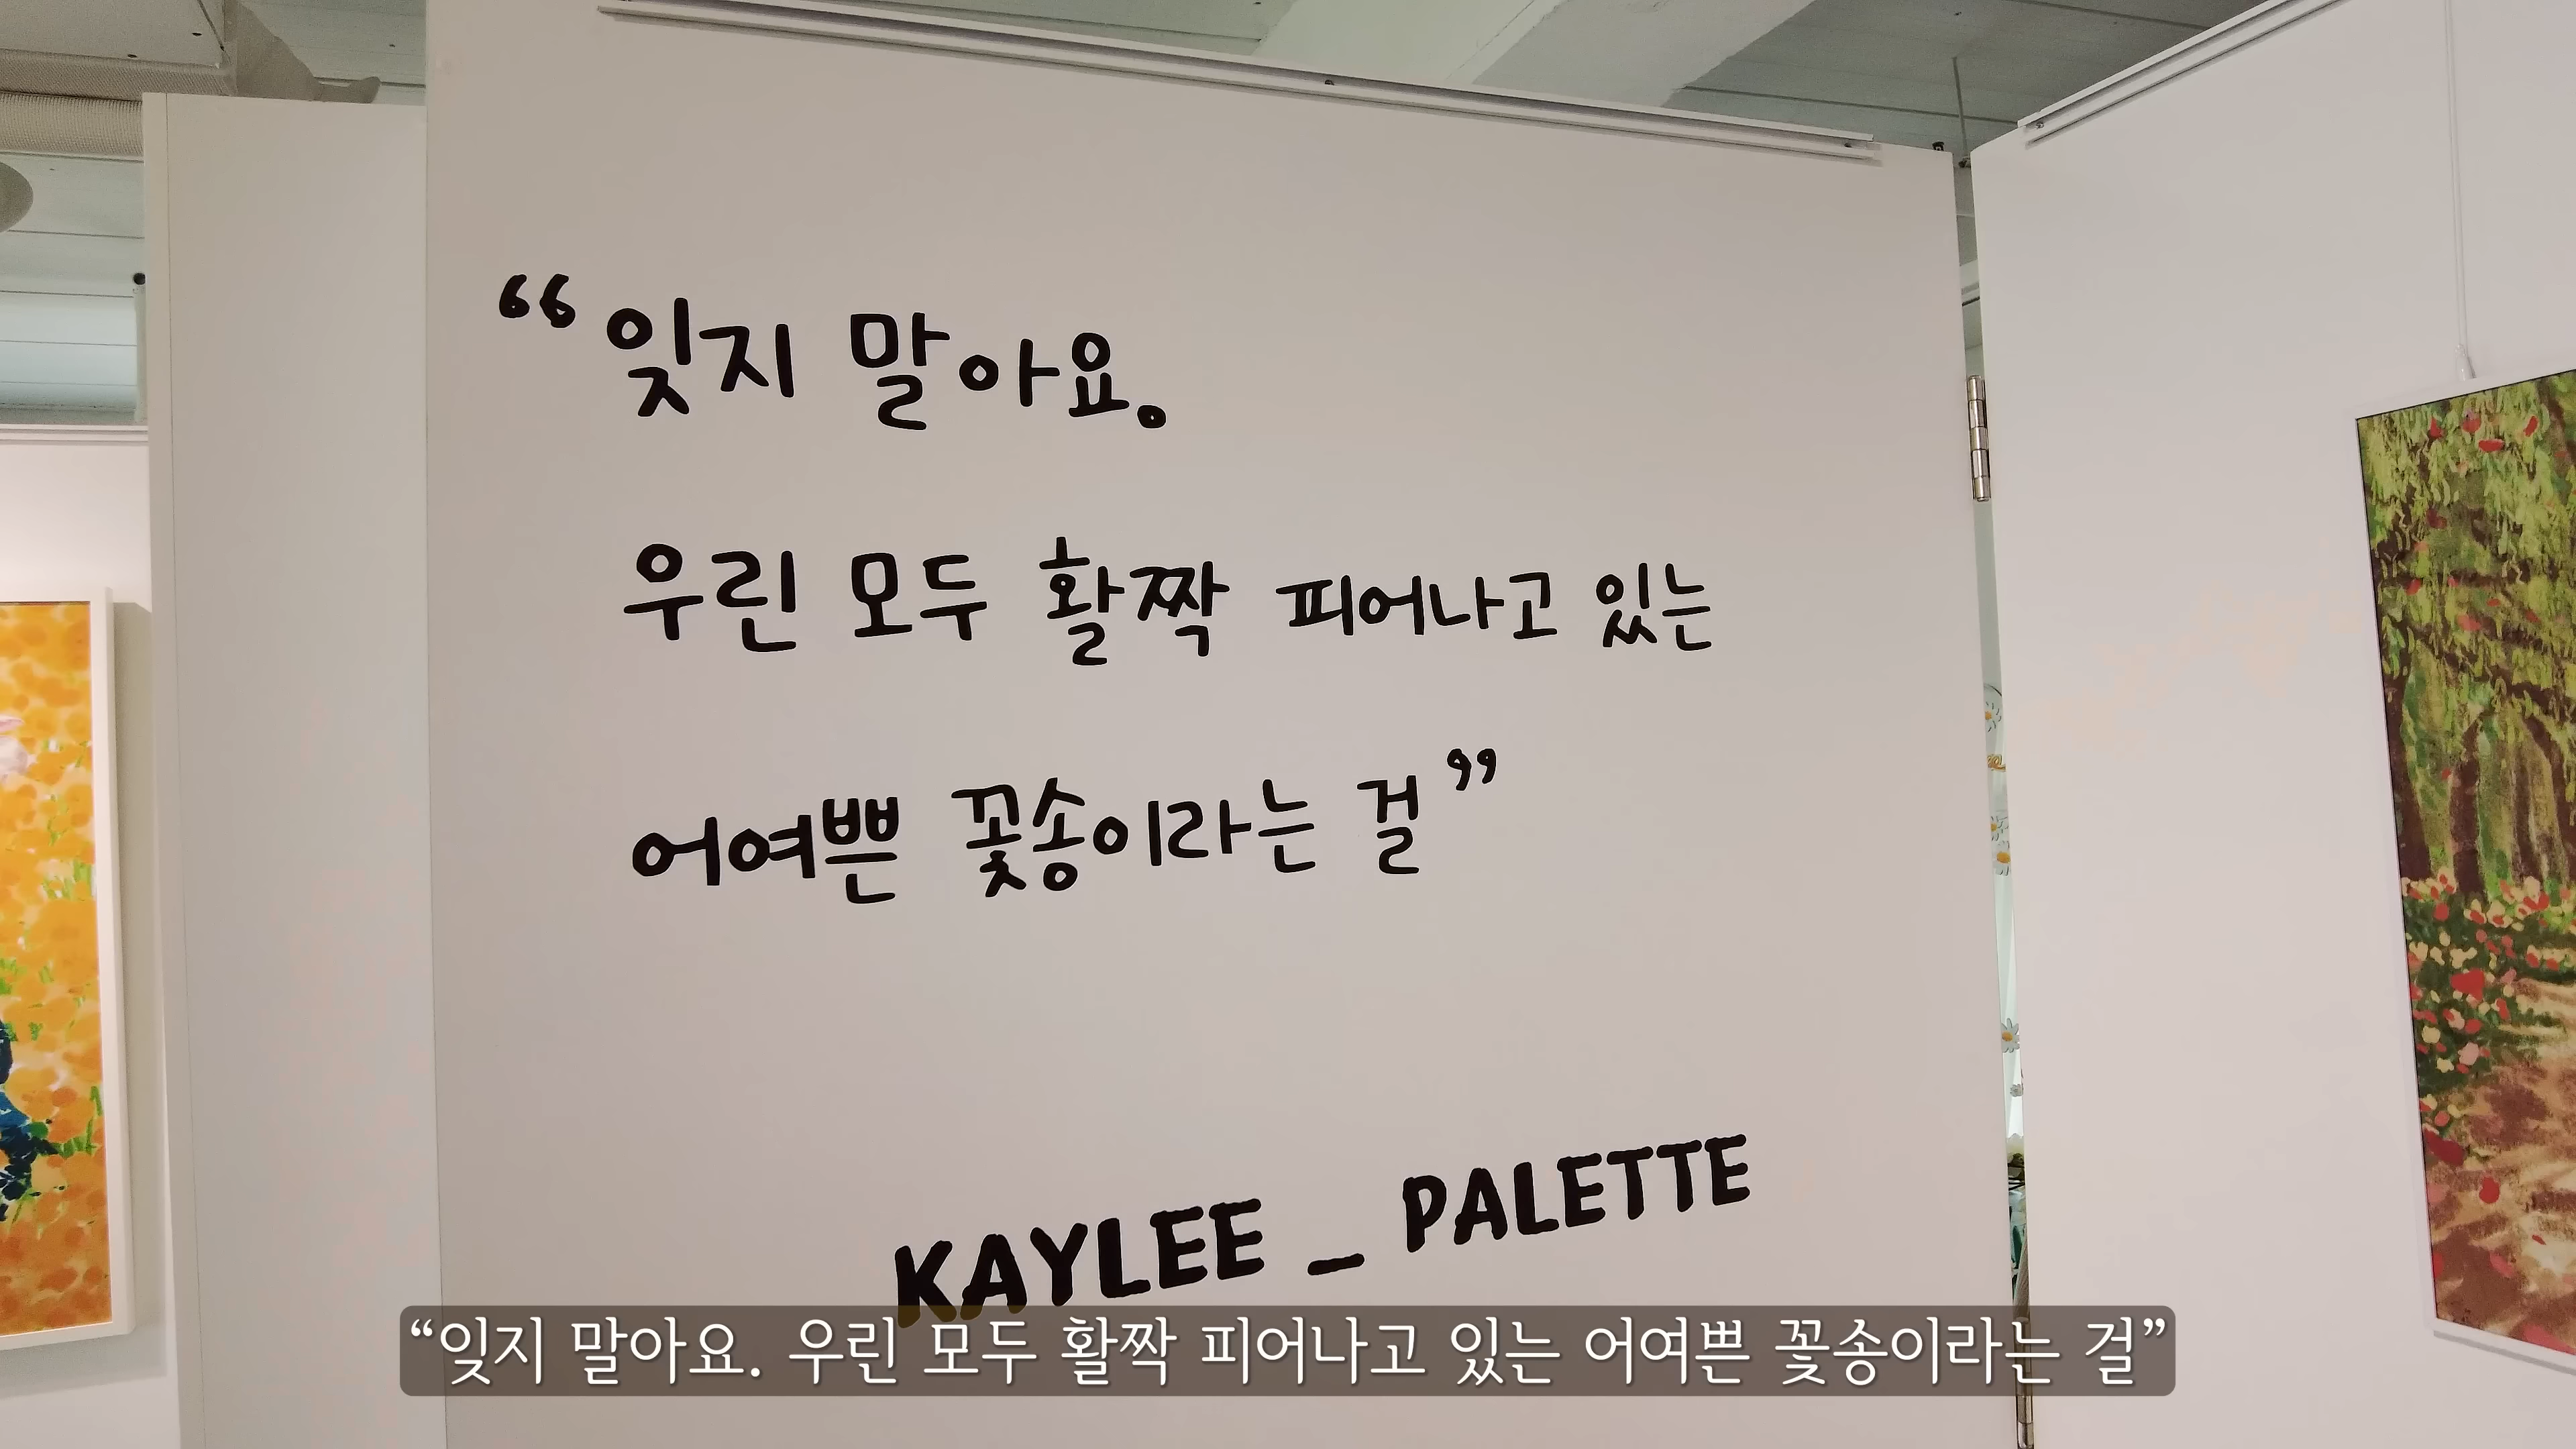 “잊지 말아요.
우린 모두 활짝 피어나고 있는
어여쁜 꽃송이라는 걸”
KAYLEE _ PALETTE
“잊지 말아요. 우린 모두 활짝 피어나고 있는 어여쁜 꽃송이라는 걸”